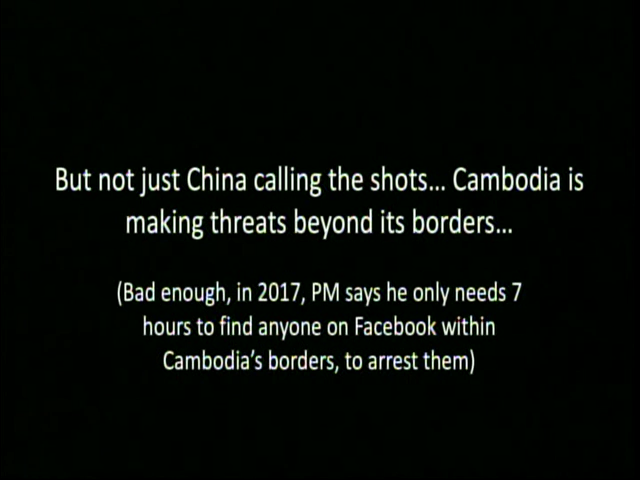 But not just China calling the shots... Cambodia is
making threats beyond its borders...
(Bad enough, in 2017, PM says he only needs 7
hours to find anyone on Facebook within
Cambodia's borders, to arrest them)